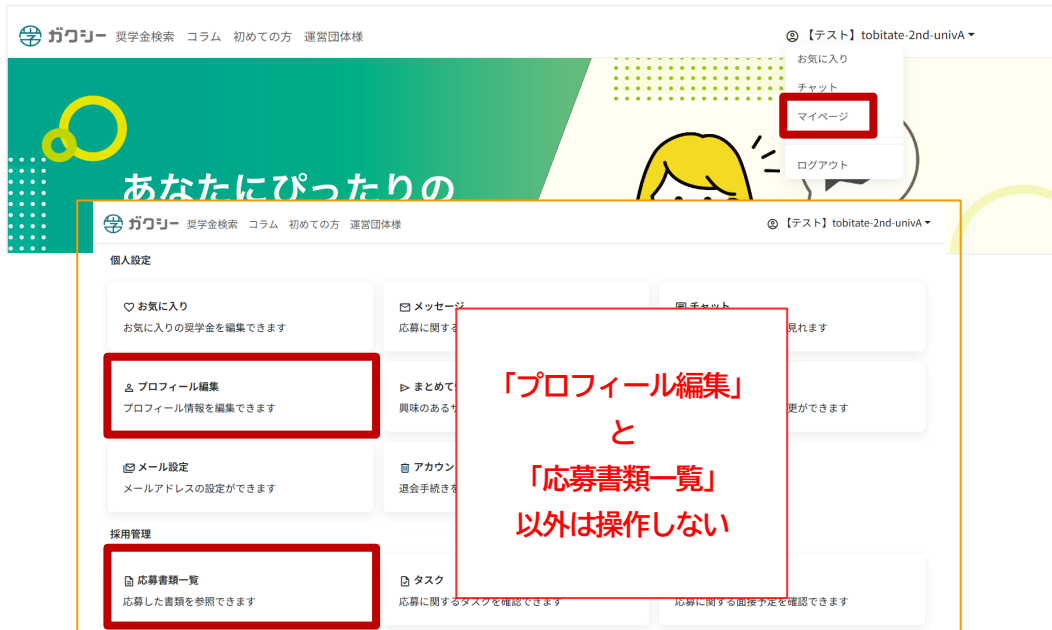 ガクシー 奨学金検索 コラム 初めての方 運営団体様
【テスト】tobitate-2nd-univA
お気に入り
チャット
マイページ
ログアウト
あなたにぴったりの
ガクシー 奨学金検索 コラム 初めての方 運営団体様
【テスト】tobitate-2nd-univA
個人設定
お気に入り
お気に入りの奨学金を編集できます
メッセージ
応募に関する
チャット
見れます
プロフィール編集
プロフィール情報を編集できます
まとめて
興味のある
更ができます
メール設定
メールアドレスの設定ができます
アカウン
退会手続きを
「プロフィール編集」
と
「応募書類一覧」
以外は操作しない
採用管理
応募書類一覧
応募した書類を参照できます
タスク
応募に関するタスクを確認できます
応募に関する面接予定を確認できます